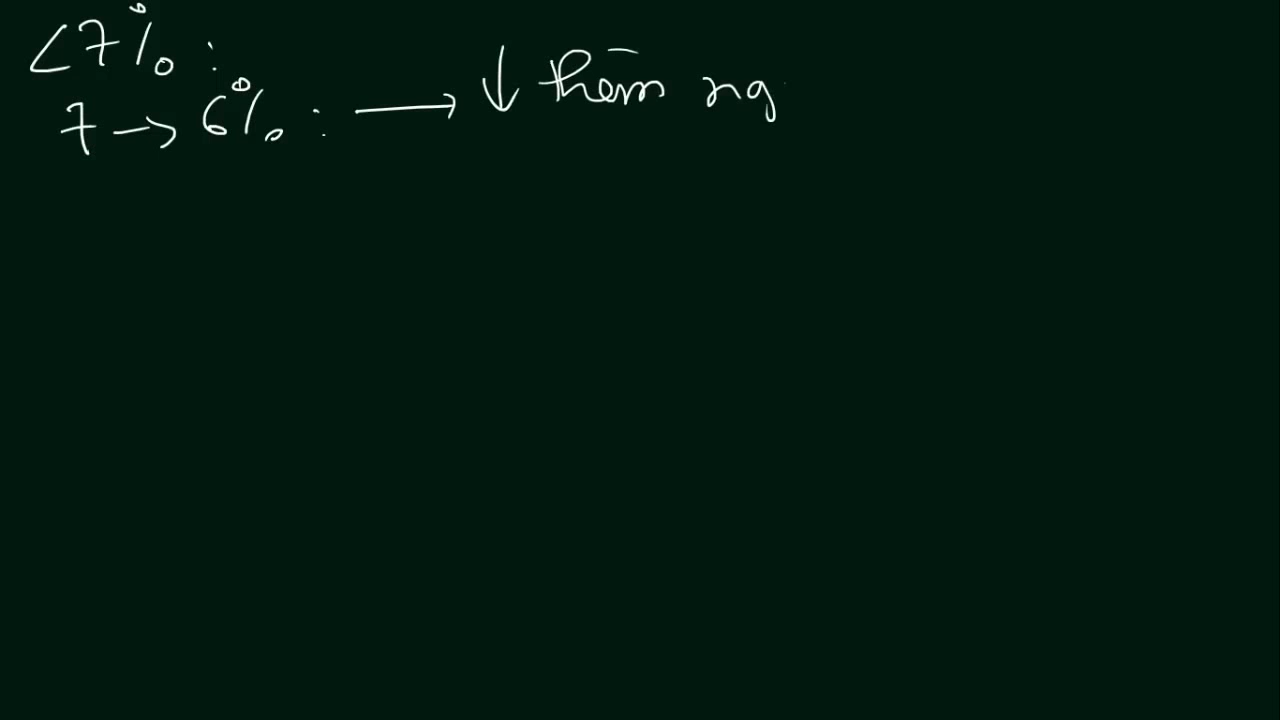 <7% :
7 → 6% : → ↓ thêm ng